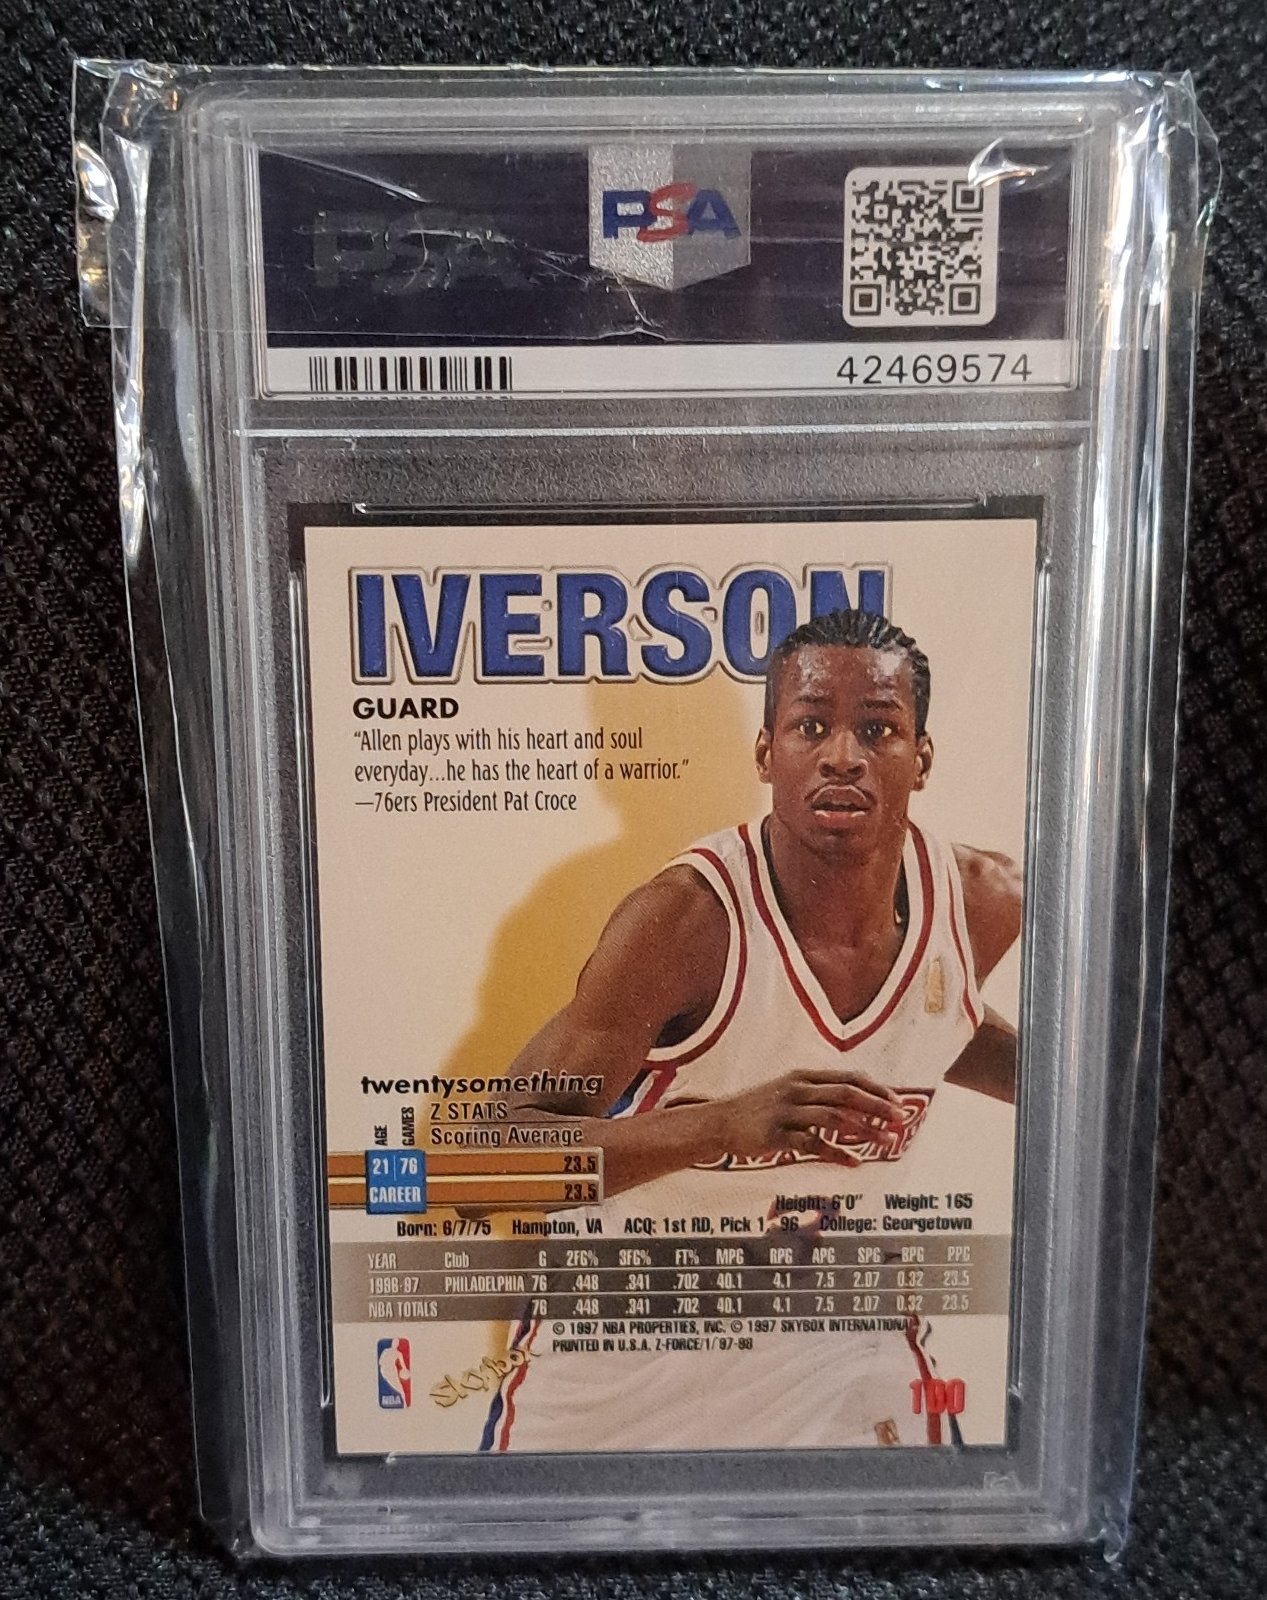 PSA
PSA
42469574
IVERSON
GUARD
"Allen plays with his heart and soul
everyday...he has the heart of a warrior."
—76ers President Pat Croce
twentysomething
AGE GAMES Z STATS
Scoring Average
21 76 23.5
CAREER 23.5
Height: 6'0" Weight: 165
Born: 6/7/75 Hampton, VA ACQ: 1st RD, Pick 1, 96 College: Georgetown
YEAR Club G 2FG% 3FG% FT% MPG RPG APG SPG BPG PPG
1996-97 PHILADELPHIA 76 .448 .341 .702 40.1 4.1 7.5 2.07 0.32 23.5
NBA TOTALS 76 .448 .341 .702 40.1 4.1 7.5 2.07 0.32 23.5
© 1997 NBA PROPERTIES, INC. © 1997 SKYBOX INTERNATIONAL
PRINTED IN U.S.A. Z-FORCE/1/ 97-98
NBA
SKYBOX
100